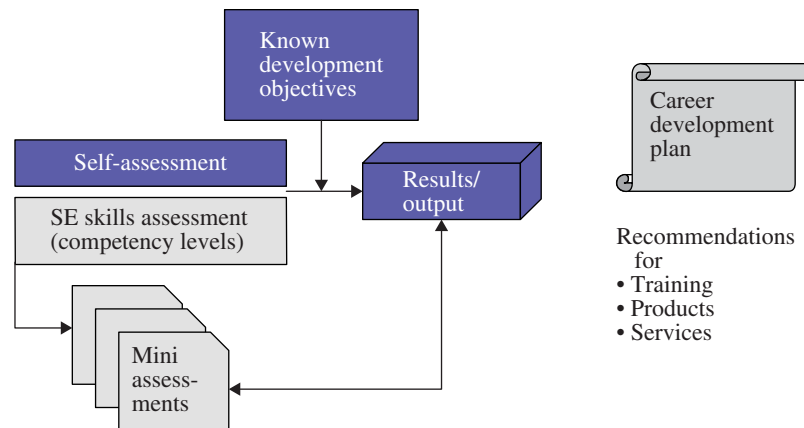 Known
development
objectives
Self-assessment
SE skills assessment
(competency levels)
Results/
output
Mini
assess-
ments
Career
development
plan
Recommendations
for
• Training
• Products
• Services